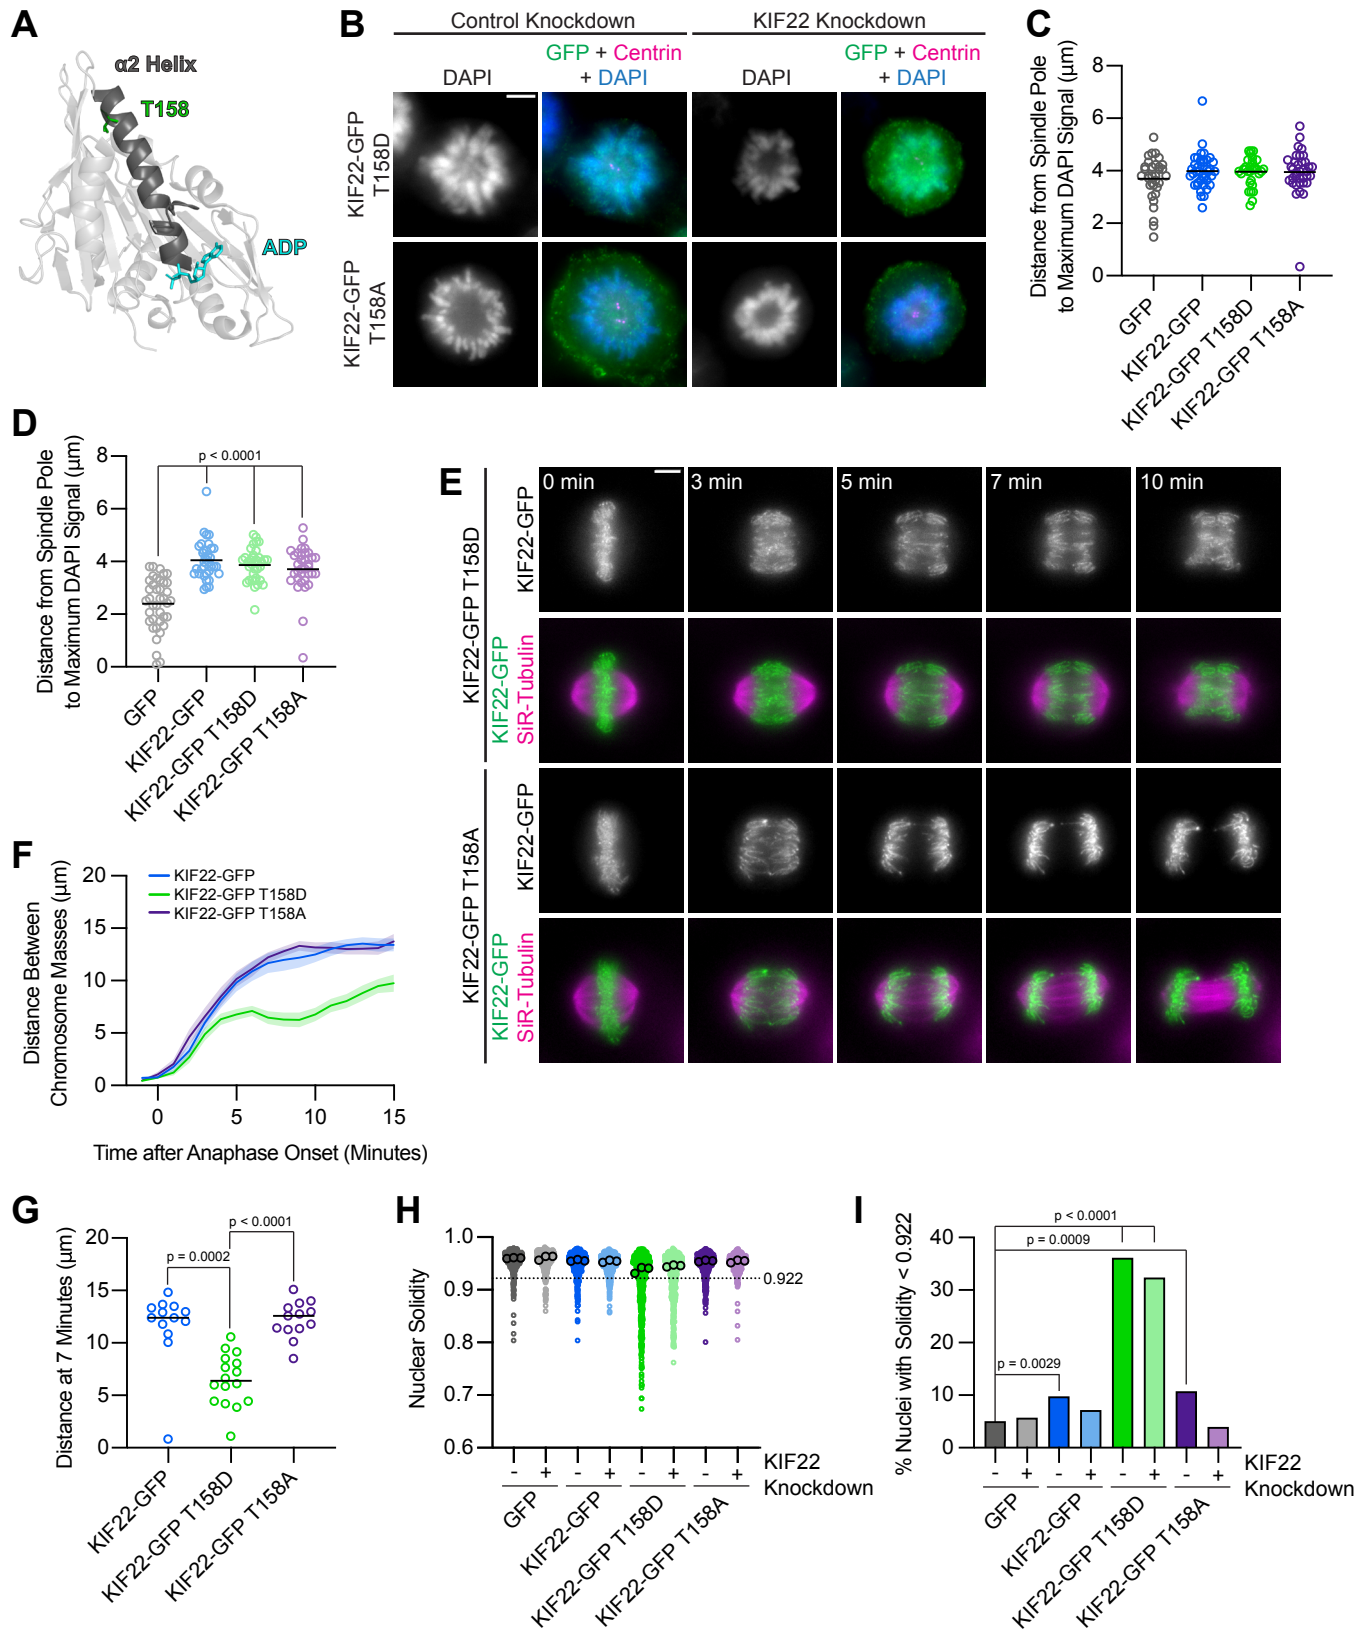 A
α2 Helix
T158
ADP
B
Control Knockdown
KIF22 Knockdown
DAPI
GFP + Centrin
+ DAPI
DAPI
GFP + Centrin
+ DAPI
KIF22-GFP
T158D
KIF22-GFP
T158A
C
Distance from Spindle Pole
to Maximum DAPI Signal (µm)
8
6
4
2
0
GFP
KIF22-GFP
KIF22-GFP T158D
KIF22-GFP T158A
D
Distance from Spindle Pole
to Maximum DAPI Signal (µm)
8
6
4
2
0
p < 0.0001
GFP
KIF22-GFP
KIF22-GFP T158D
KIF22-GFP T158A
E
0 min
3 min
5 min
7 min
10 min
KIF22-GFP T158D
KIF22-GFP
KIF22-GFP
SiR-Tubulin
KIF22-GFP T158A
KIF22-GFP
KIF22-GFP
SiR-Tubulin
F
Distance Between
Chromosome Masses (µm)
20
15
10
5
0
KIF22-GFP
KIF22-GFP T158D
KIF22-GFP T158A
0
5
10
15
Time after Anaphase Onset (Minutes)
G
Distance at 7 Minutes (µm)
20
15
10
5
0
p < 0.0001
p = 0.0002
KIF22-GFP
KIF22-GFP T158D
KIF22-GFP T158A
H
Nuclear Solidity
1.0
0.9
0.8
0.7
0.6
0.922
- + - + - + - +
KIF22
Knockdown
GFP
KIF22-GFP
KIF22-GFP T158D
KIF22-GFP T158A
I
% Nuclei with Solidity < 0.922
40
30
20
10
0
p < 0.0001
p = 0.0009
p = 0.0029
- + - + - + - +
KIF22
Knockdown
GFP
KIF22-GFP
KIF22-GFP T158D
KIF22-GFP T158A